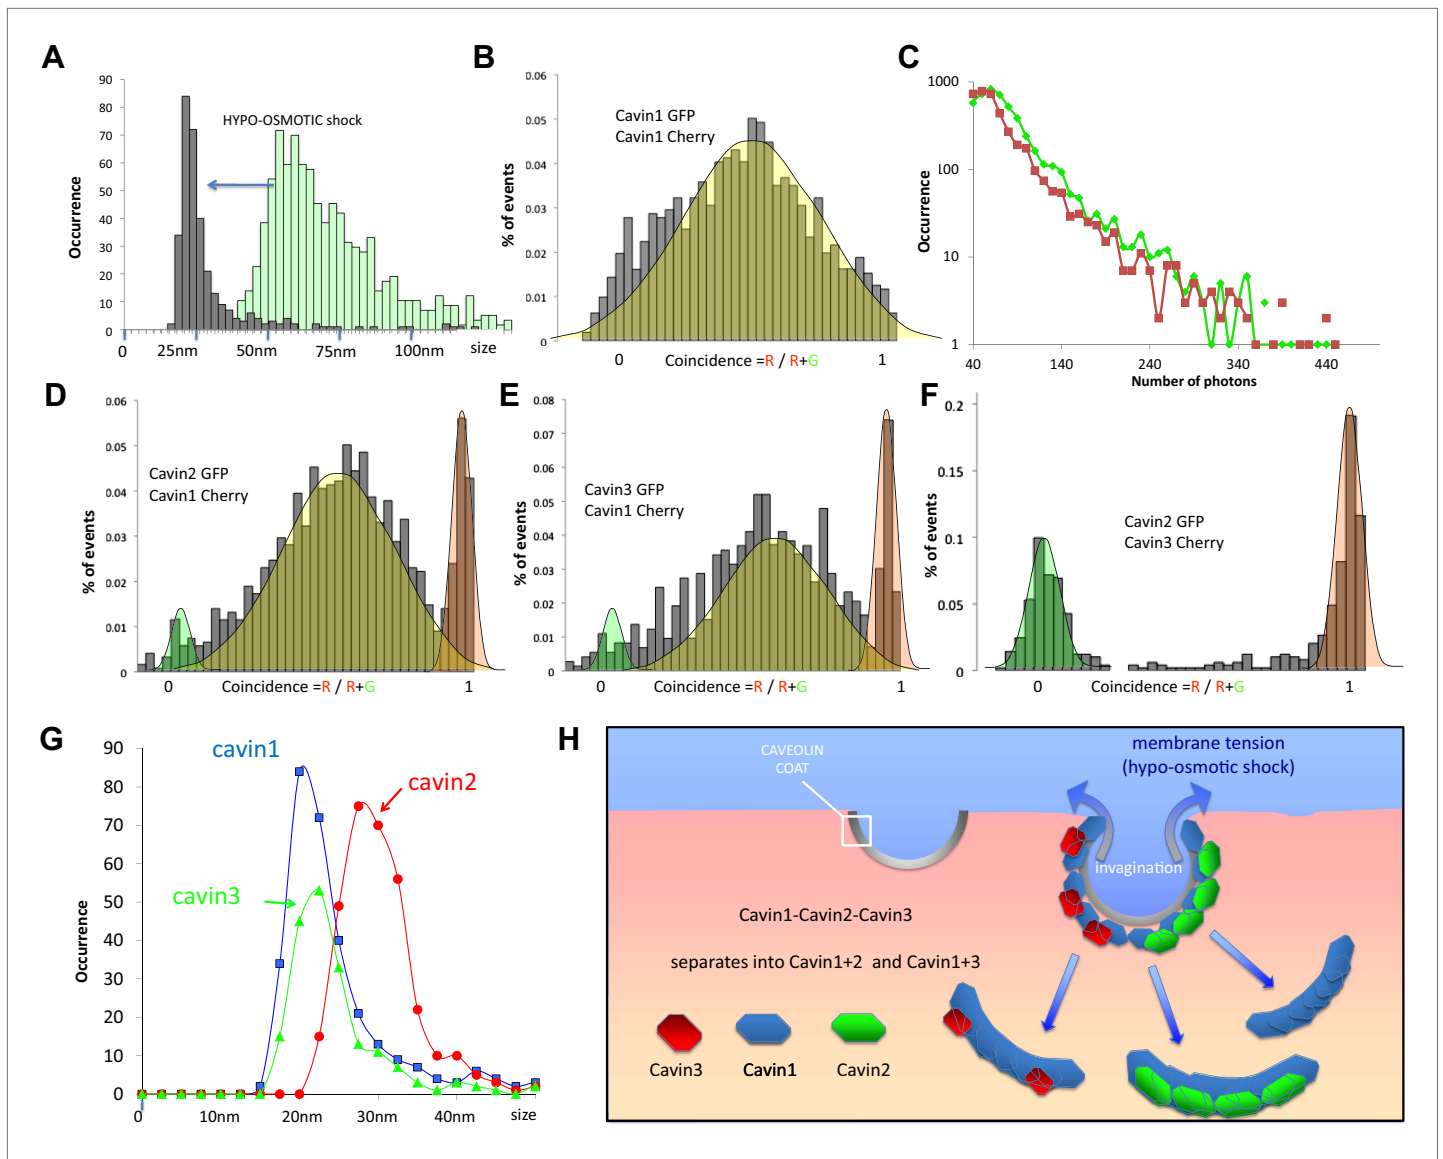 A
90
80
70
60
50
40
30
20
10
0
Occurrence
HYPO-OSMOTIC shock
0 25nm 50nm 75nm 100nm size
B
0.06
0.05
0.04
0.03
0.02
0.01
0
% of events
Cavin1 GFP
Cavin1 Cherry
0 Coincidence =R / R+G 1
C
1000
100
10
1
Occurrence
40 140 240 340 440
Number of photons
D
0.06
0.05
0.04
0.03
0.02
0.01
0
% of events
Cavin2 GFP
Cavin1 Cherry
0 Coincidence =R / R+G 1
E
0.08
0.07
0.06
0.05
0.04
0.03
0.02
0.01
0
% of events
Cavin3 GFP
Cavin1 Cherry
0 Coincidence =R / R+G 1
F
0.2
0.15
0.1
0.05
0
% of events
Cavin2 GFP
Cavin3 Cherry
0 Coincidence =R / R+G 1
G
90
80
70
60
50
40
30
20
10
0
Occurrence
cavin1
cavin2
cavin3
0 10nm 20nm 30nm 40nm size
H
CAVEOLIN
COAT
membrane tension
(hypo-osmotic shock)
invagination
Cavin1-Cavin2-Cavin3
separates into Cavin1+2 and Cavin1+3
Cavin3 Cavin1 Cavin2